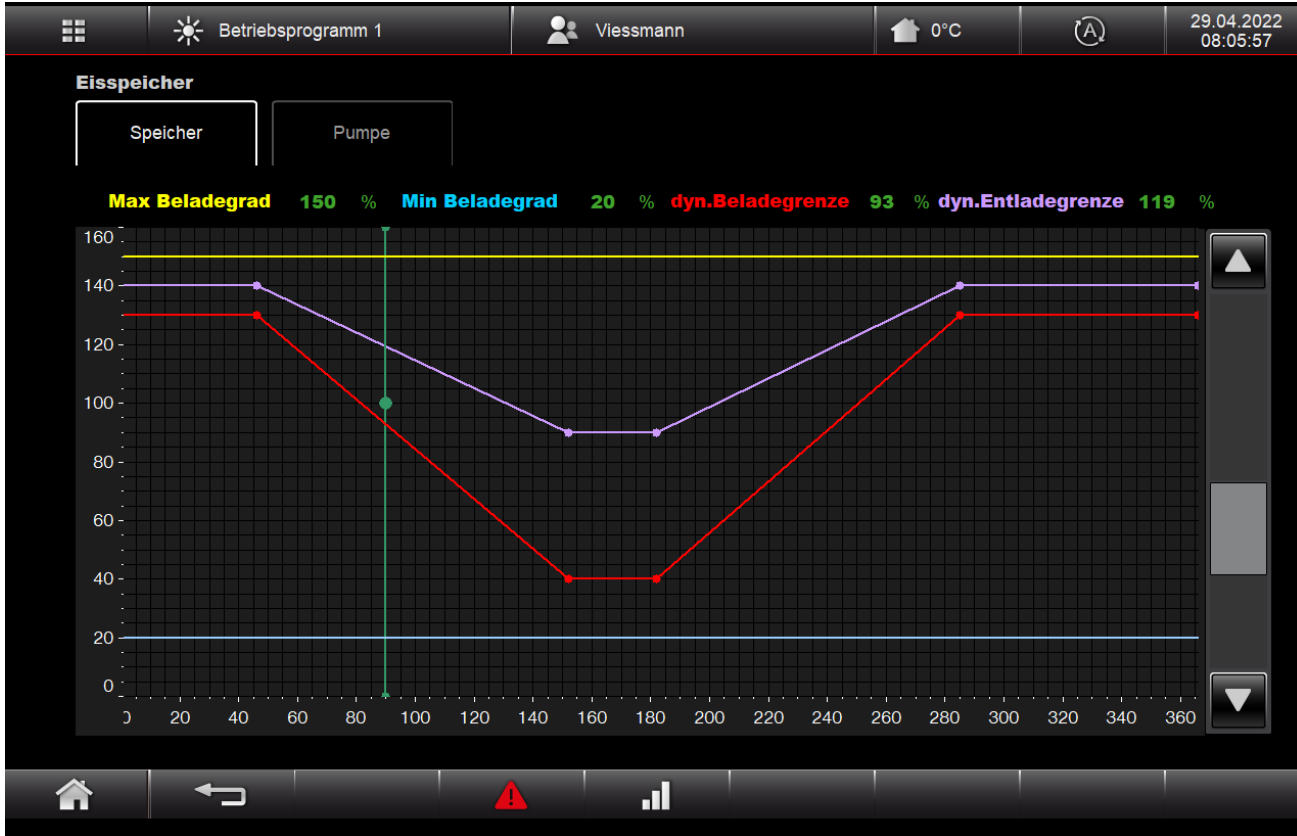 Betriebsprogramm 1 Viessmann 0°C A 29.04.2022
08:05:57
Eisspeicher
Speicher Pumpe
Max Beladegrad 150 % Min Beladegrad 20 % dyn.Beladegrenze 93 % dyn.Entladegrenze 119 %
160
140
120
100
80
60
40
20
0
0 20 40 60 80 100 120 140 160 180 200 220 240 260 280 300 320 340 360